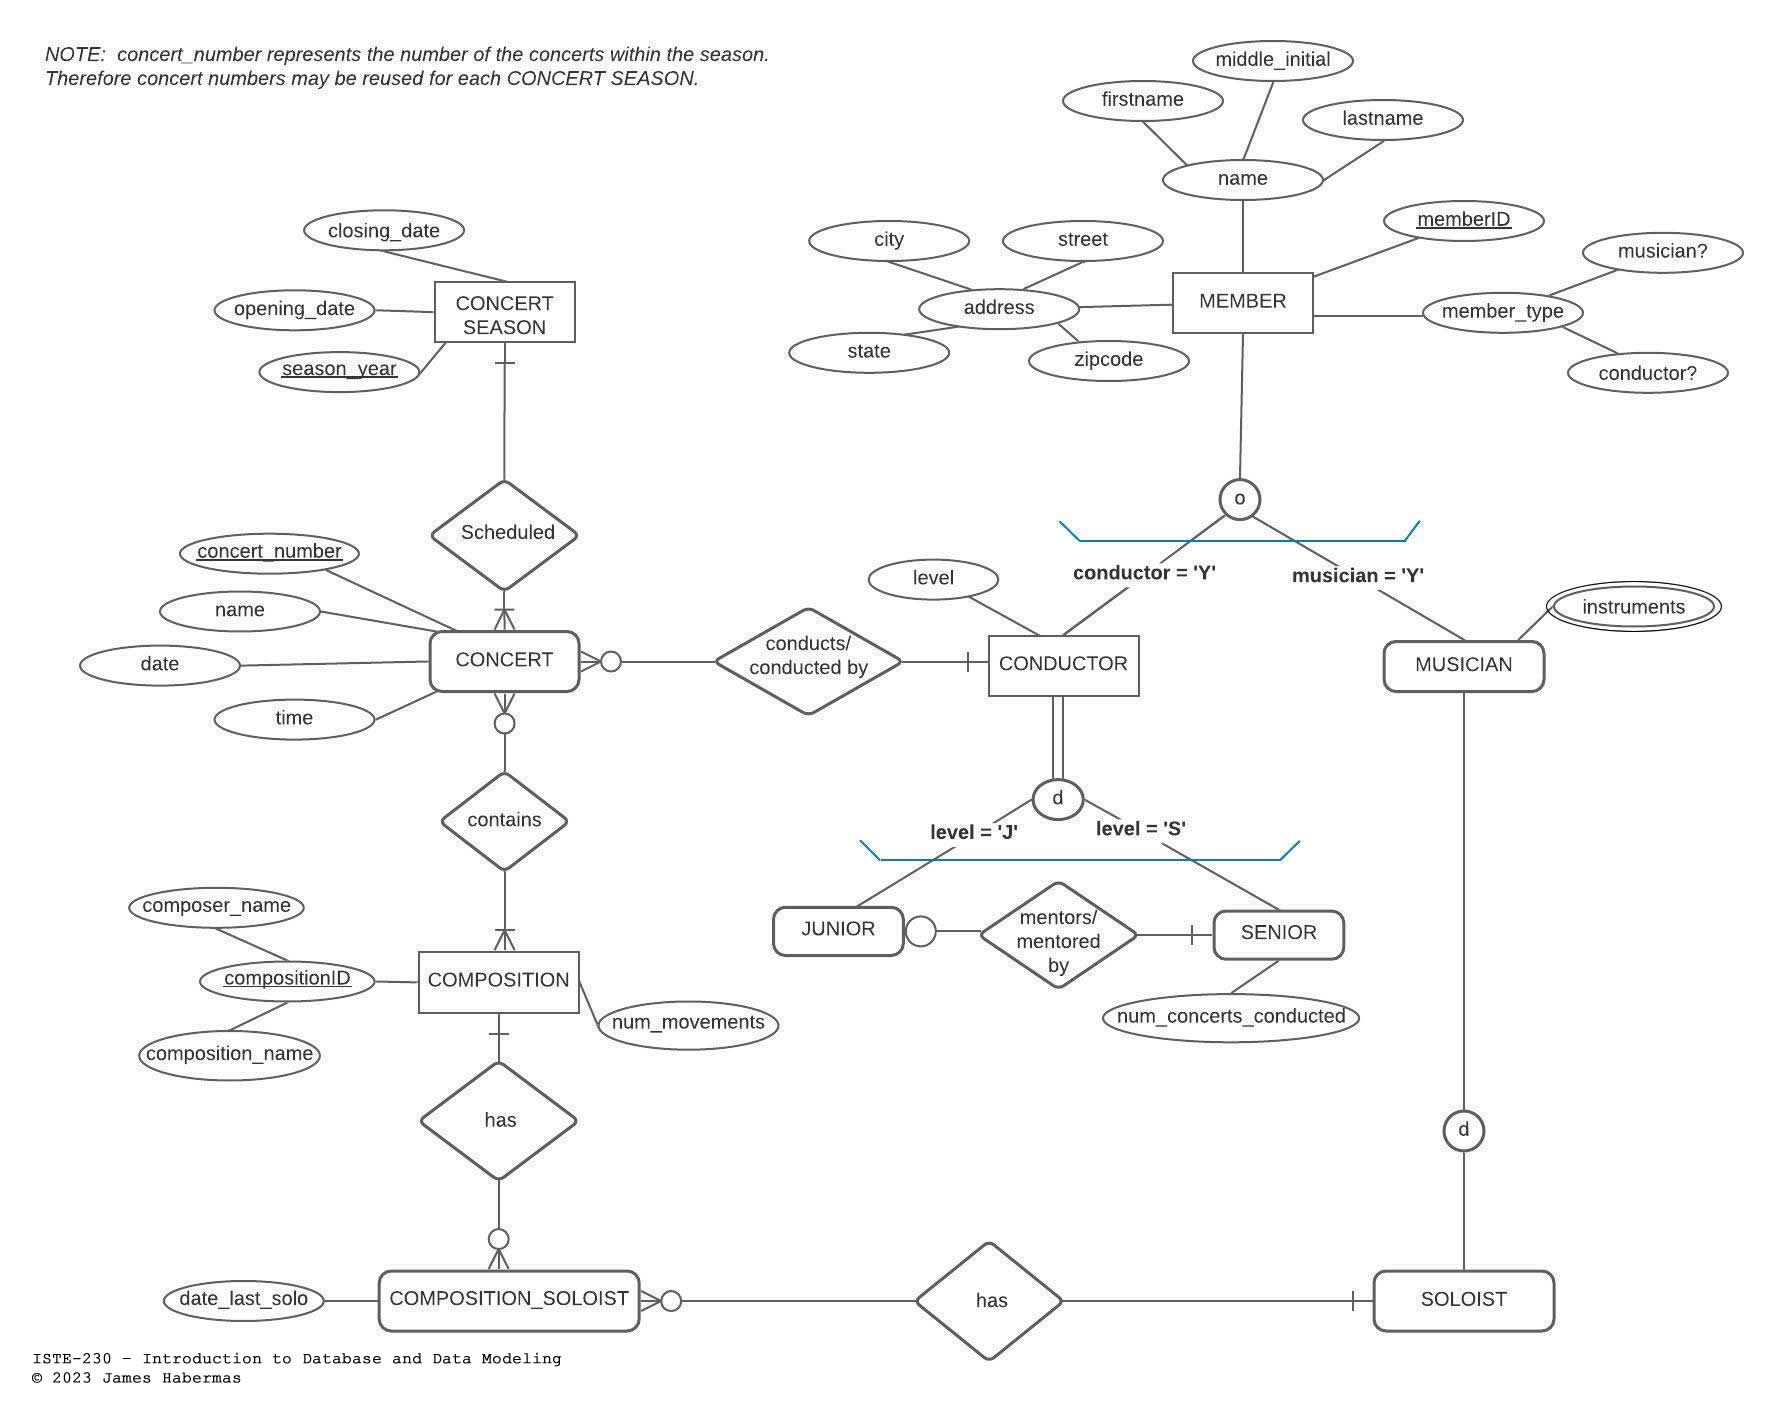 NOTE:  concert_number represents the number of the concerts within the season.
Therefore concert numbers may be reused for each CONCERT SEASON.
middle_initial
firstname
lastname
name
closing_date
opening_date
season_year
CONCERT
SEASON
city
street
address
state
zipcode
MEMBER
memberID
musician?
member_type
conductor?
Scheduled
o
conductor = 'Y'
musician = 'Y'
concert_number
name
date
time
CONCERT
conducts/
conducted by
level
CONDUCTOR
instruments
MUSICIAN
contains
d
level = 'J'
level = 'S'
JUNIOR
mentors/
mentored
by
SENIOR
num_concerts_conducted
composer_name
compositionID
composition_name
COMPOSITION
num_movements
has
d
date_last_solo
COMPOSITION_SOLOIST
has
SOLOIST
ISTE-230 – Introduction to Database and Data Modeling
© 2023 James Habermas